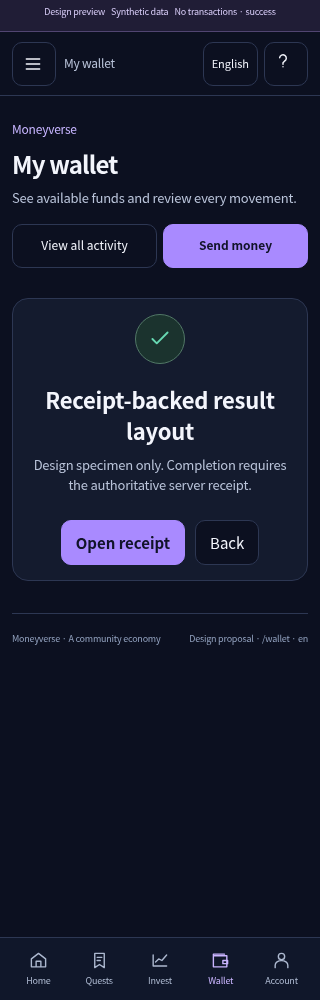 Design preview Synthetic data No transactions · success
My wallet
English
?
Moneyverse
My wallet
See available funds and review every movement.
View all activity
Send money
Receipt-backed result
layout
Design specimen only. Completion requires
the authoritative server receipt.
Open receipt
Back
Moneyverse · A community economy
Design proposal · /wallet · en
Home
Quests
Invest
Wallet
Account